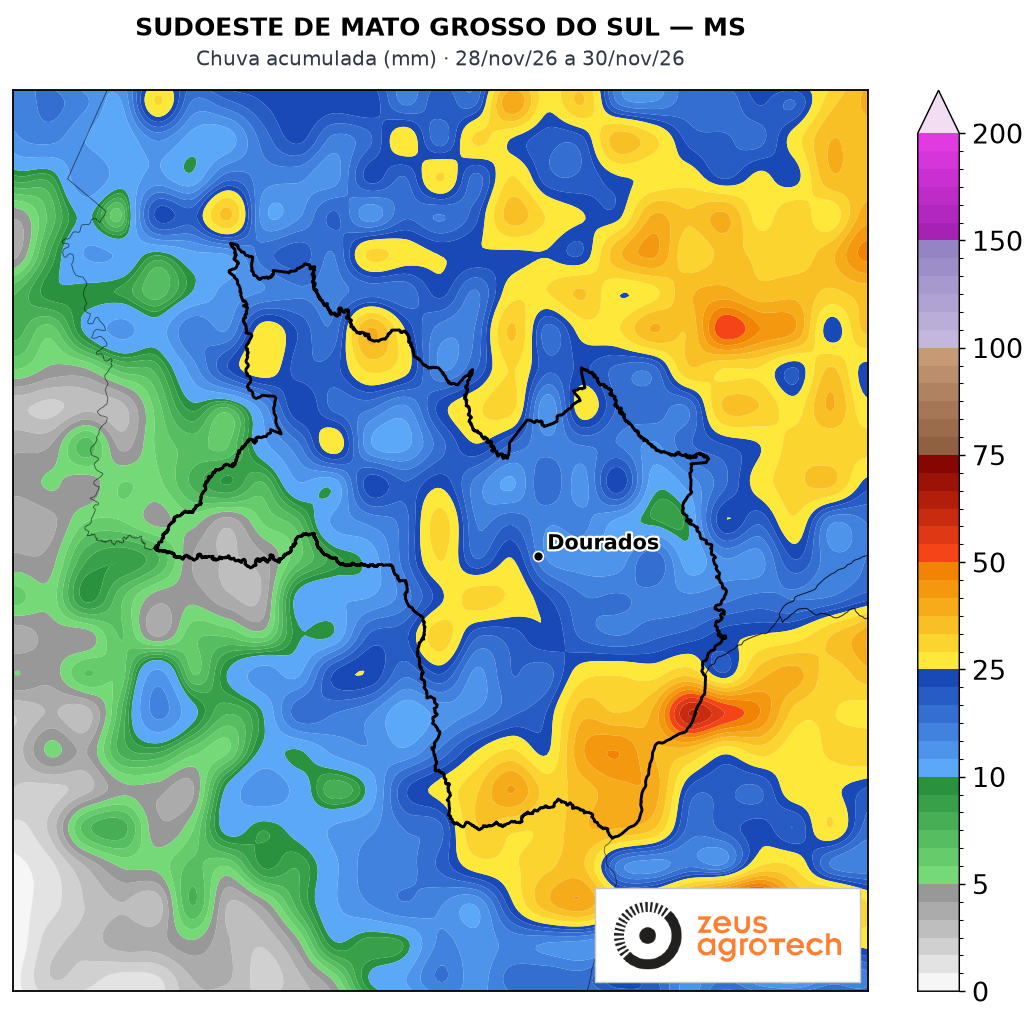 SUDOESTE DE MATO GROSSO DO SUL — MS
Chuva acumulada (mm) · 28/nov/26 a 30/nov/26
200
150
100
75
50
25
10
5
0
Dourados
zeus
agrotech